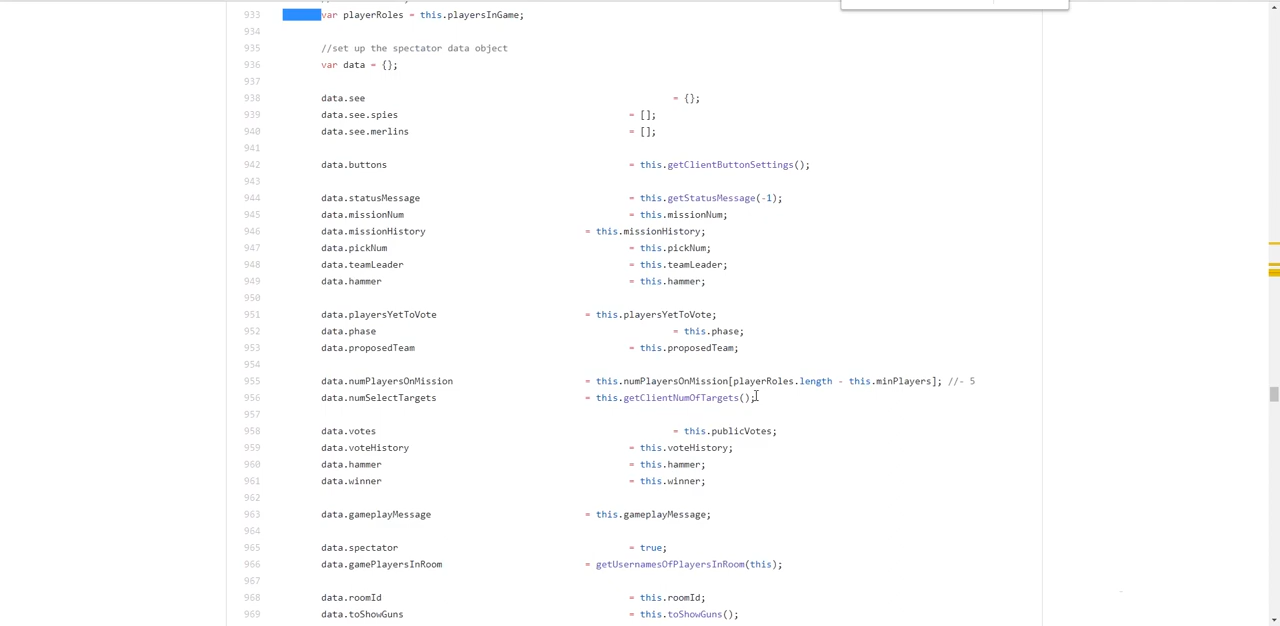 933 var playerRoles = this.playersInGame;
934
935 //set up the spectator data object
936 var data = {};
937
938 data.see = {};
939 data.see.spies = [];
940 data.see.merlins = [];
941
942 data.buttons = this.getClientButtonSettings();
943
944 data.statusMessage = this.getStatusMessage(-1);
945 data.missionNum = this.missionNum;
946 data.missionHistory = this.missionHistory;
947 data.pickNum = this.pickNum;
948 data.teamLeader = this.teamLeader;
949 data.hammer = this.hammer;
950
951 data.playersYetToVote = this.playersYetToVote;
952 data.phase = this.phase;
953 data.proposedTeam = this.proposedTeam;
954
955 data.numPlayersOnMission = this.numPlayersOnMission[playerRoles.length - this.minPlayers]; //- 5
956 data.numSelectTargets = this.getClientNumOfTargets();
957
958 data.votes = this.publicVotes;
959 data.voteHistory = this.voteHistory;
960 data.hammer = this.hammer;
961 data.winner = this.winner;
962
963 data.gameplayMessage = this.gameplayMessage;
964
965 data.spectator = true;
966 data.gamePlayersInRoom = getUsernamesOfPlayersInRoom(this);
967
968 data.roomId = this.roomId;
969 data.toShowGuns = this.toShowGuns();